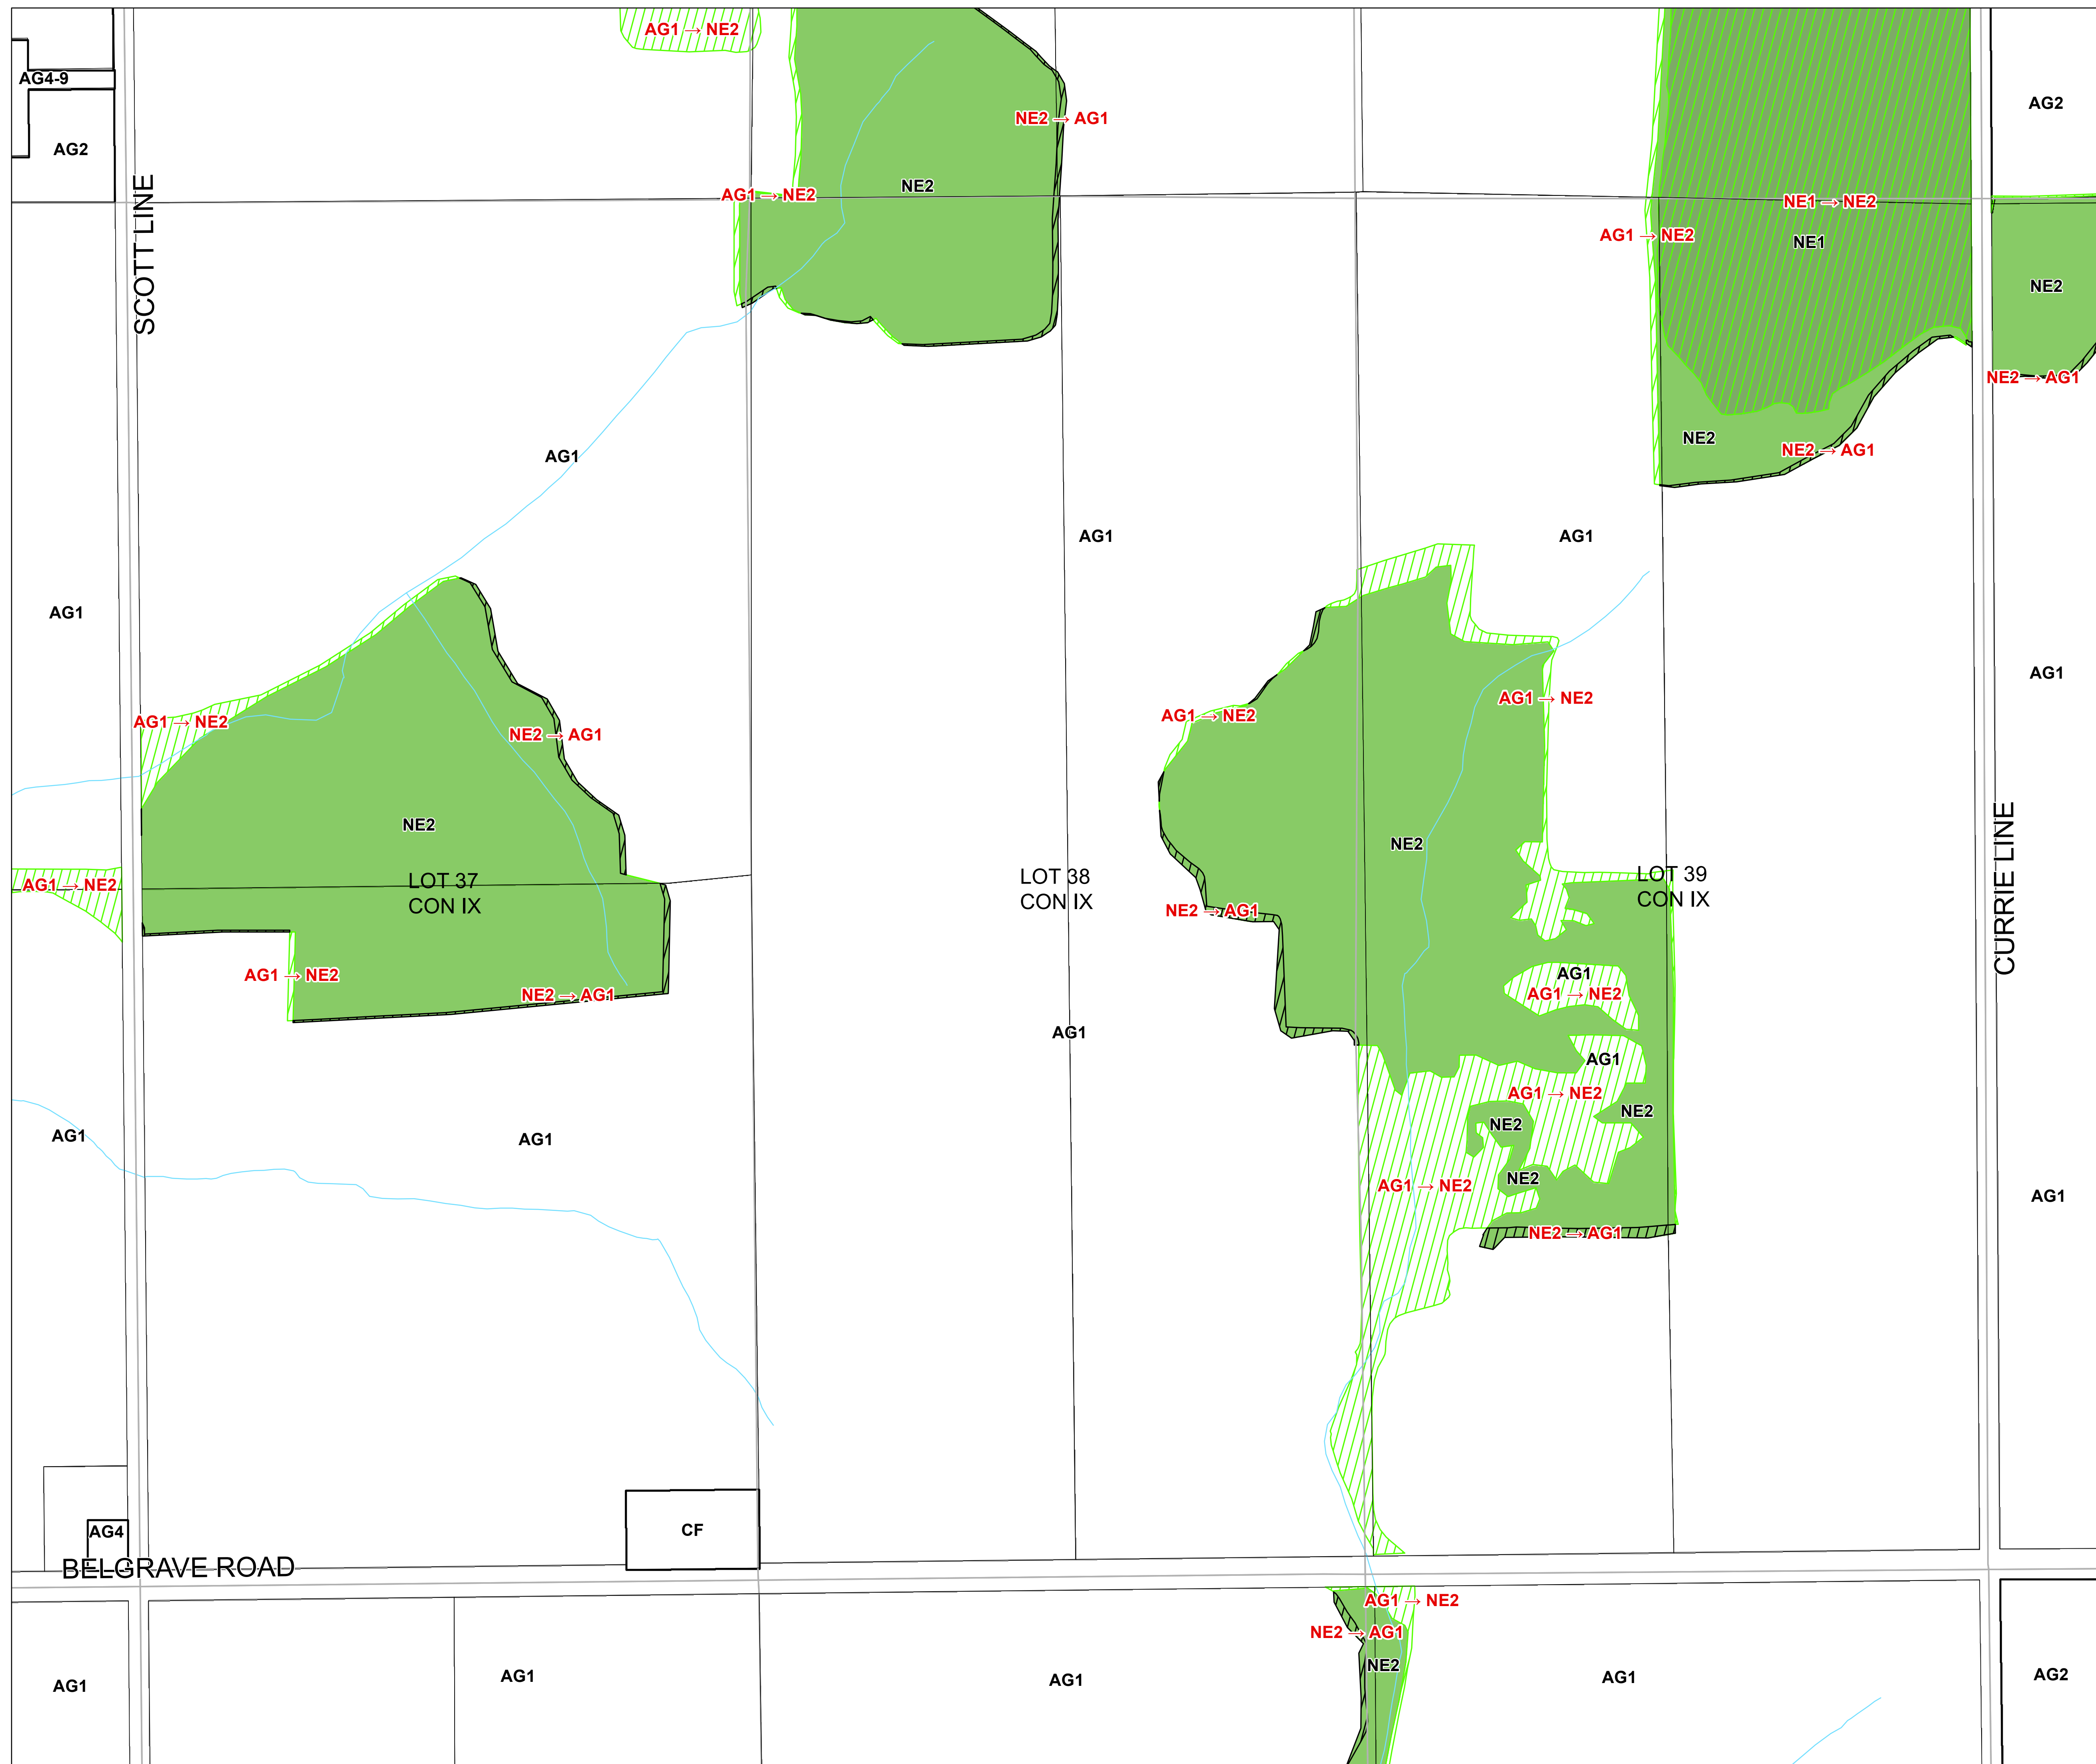 AG1 → NE2
AG4-9
AG2
NE2 → AG1
AG2
AG2
SCOTT LINE
NE2
AG1 → NE2
NE1 → NE2
AG1 → NE2
NE1
NE2
NE2 → AG1
NE2
NE2 → AG1
AG1
AG1
AG1
AG1
AG1
AG1 → NE2
AG1 → NE2
AG1 → NE2
NE2 → AG1
NE2
NE2
CURRIE LINE
AG1 → NE2
LOT 37
CON IX
LOT 38
CON IX
LOT 39
CON IX
NE2 → AG1
AG1 → NE2
NE2 → AG1
AG1
AG1 → NE2
AG1
AG1
AG1 → NE2
NE2
NE2
AG1
AG1
NE2
AG1 → NE2
AG1
NE2 → AG1
AG4
CF
BELGRAVE ROAD
AG1 → NE2
NE2 → AG1
NE2
AG1
AG1
AG1
AG1
AG2